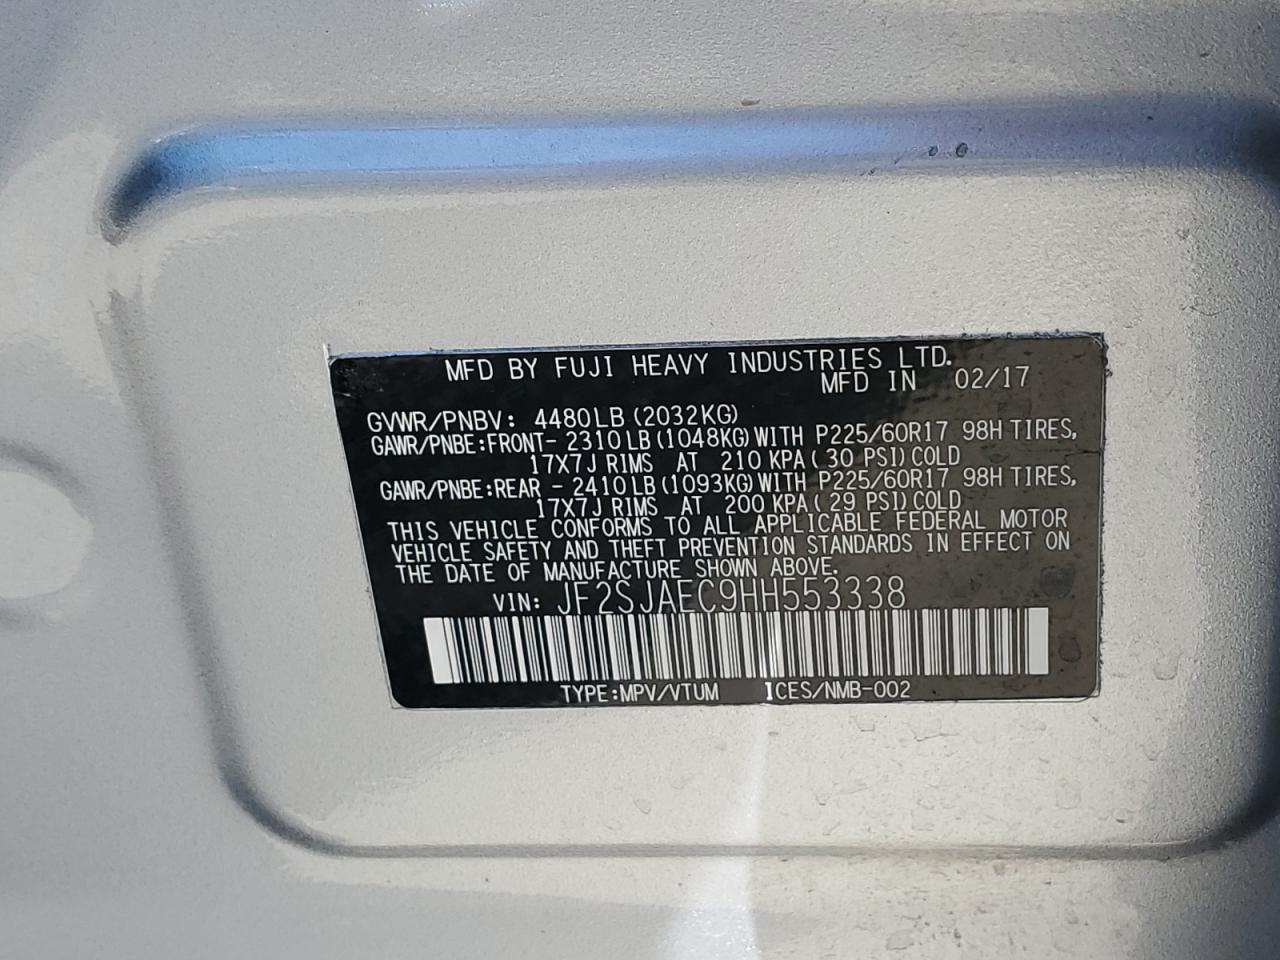 MFD BY FUJI HEAVY INDUSTRIES LTD.
MFD IN 02/17
GVWR/PNBV: 4480LB(2032KG)
GAWR/PNBE:FRONT- 2310LB(1048KG)WITH P225/60R17 98H TIRES,
17X7J RIMS AT 210 KPA(30 PSI)COLD
GAWR/PNBE:REAR - 2410LB(1093KG)WITH P225/60R17 98H TIRES,
17X7J RIMS AT 200 KPA(29 PSI)COLD
THIS VEHICLE CONFORMS TO ALL APPLICABLE FEDERAL MOTOR
VEHICLE SAFETY AND THEFT PREVENTION STANDARDS IN EFFECT ON
THE DATE OF MANUFACTURE SHOWN ABOVE.
VIN: JF2SJAEC9HH553338
TYPE:MPV/VTUM ICES/NMB-002